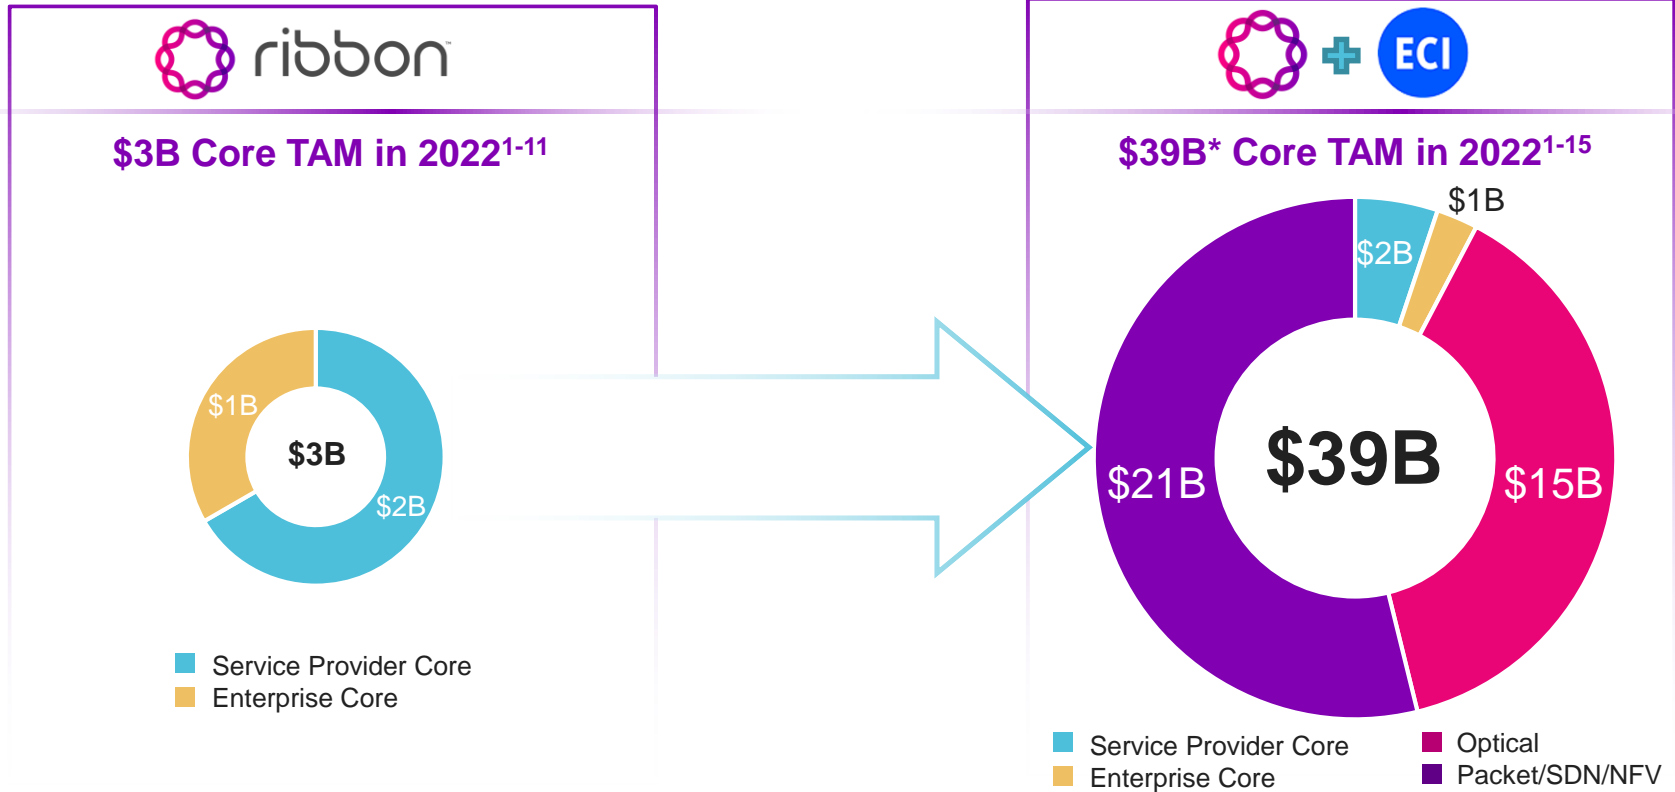 ribbon™
$3B Core TAM in 2022¹⁻¹¹
$1B
$3B
$2B
Service Provider Core
Enterprise Core
ECI
$39B* Core TAM in 2022¹⁻¹⁵
$1B
$2B
$39B
$21B
$15B
Service Provider Core
Enterprise Core
Optical
Packet/SDN/NFV